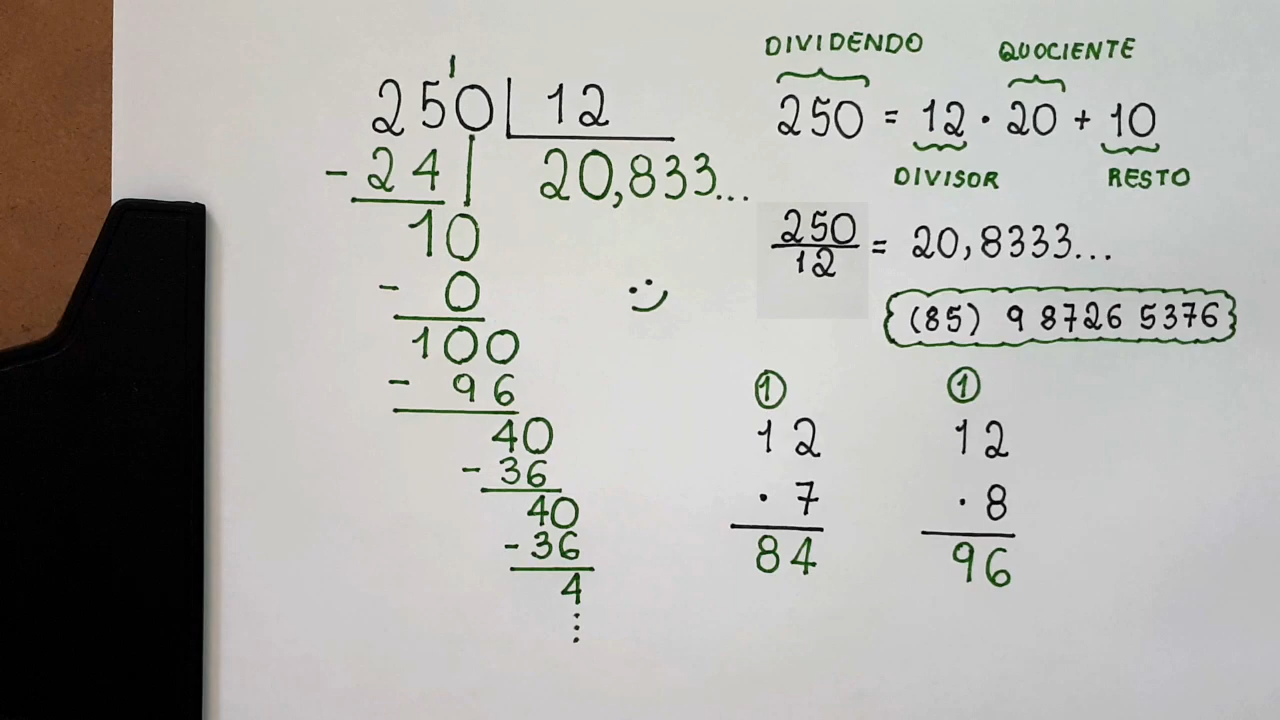 1
250 | 12
- 24 | 20,833...
10
- 0
100
- 96
40
- 36
40
- 36
4
⋮
DIVIDENDO QUOCIENTE
250 = 12 · 20 + 10
DIVISOR RESTO
250/12 = 20,8333...
(85) 9 8726 5376
1
12
· 7
84
1
12
· 8
96